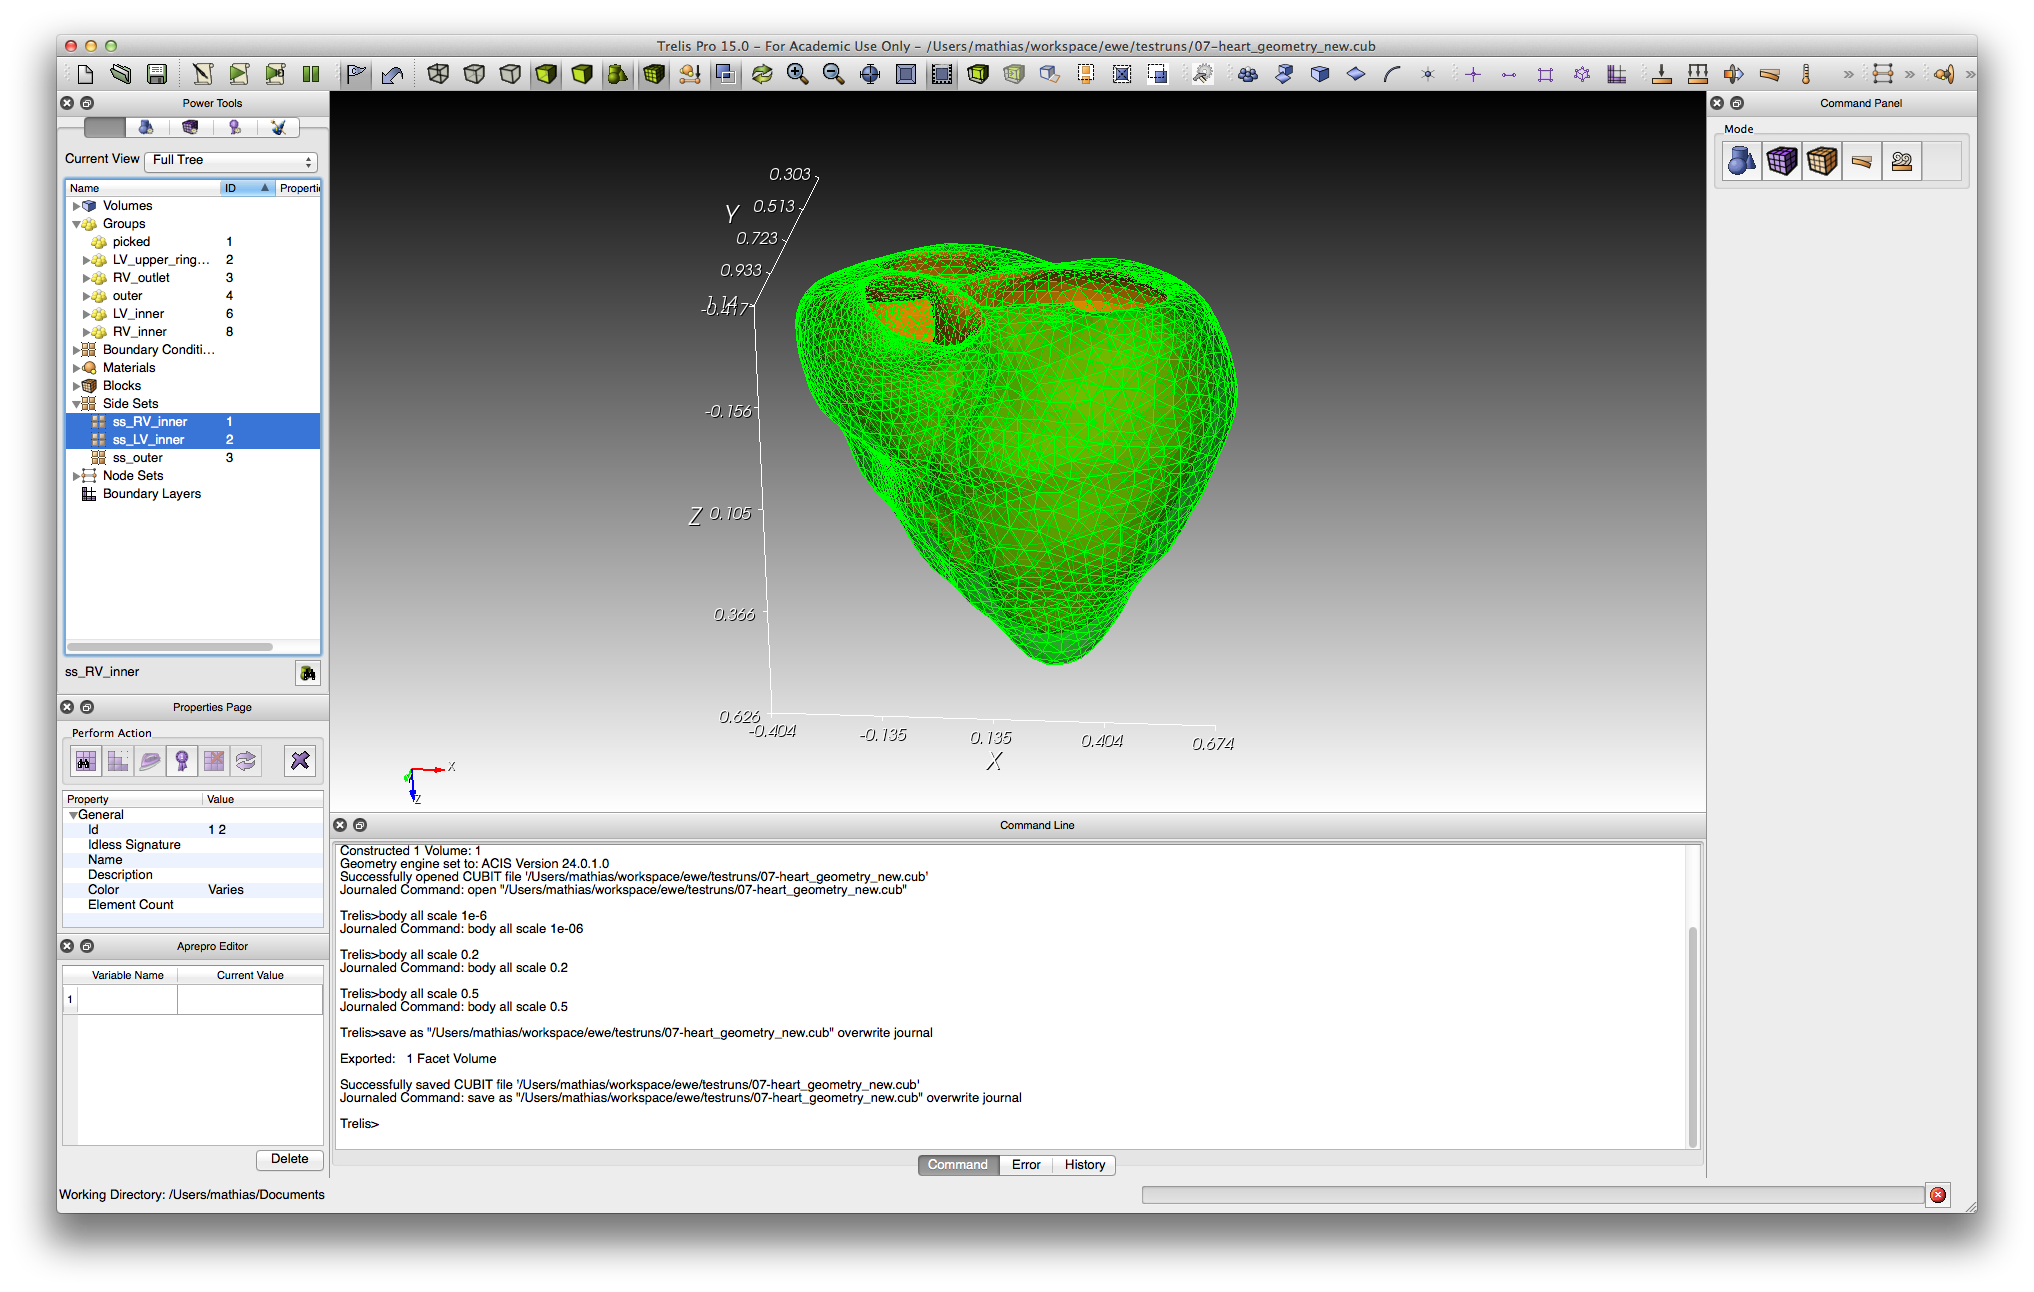 Trelis Pro 15.0 - For Academic Use Only - /Users/mathias/workspace/ewe/testruns/07-heart_geometry_new.cub
Power Tools
Current View Full Tree
Name ID Properti
Volumes
Groups
picked 1
LV_upper_ring... 2
RV_outlet 3
outer 4
LV_inner 6
RV_inner 8
Boundary Conditi...
Materials
Blocks
Side Sets
ss_RV_inner 1
ss_LV_inner 2
ss_outer 3
Node Sets
Boundary Layers
ss_RV_inner
Properties Page
Perform Action
Property Value
General
Id 1 2
Idless Signature
Name
Description
Color Varies
Element Count
Aprepro Editor
Variable Name Current Value
1
Delete
Working Directory: /Users/mathias/Documents
0.303
Y 0.513
0.723
0.933
1.14
-0.417
-0.156
Z 0.105
0.366
0.626
-0.404 -0.135 0.135 0.404 0.674
X
X
Z
Command Line
Constructed 1 Volume: 1
Geometry engine set to: ACIS Version 24.0.1.0
Successfully opened CUBIT file '/Users/mathias/workspace/ewe/testruns/07-heart_geometry_new.cub'
Journaled Command: open "/Users/mathias/workspace/ewe/testruns/07-heart_geometry_new.cub"
Trelis>body all scale 1e-6
Journaled Command: body all scale 1e-06
Trelis>body all scale 0.2
Journaled Command: body all scale 0.2
Trelis>body all scale 0.5
Journaled Command: body all scale 0.5
Trelis>save as "/Users/mathias/workspace/ewe/testruns/07-heart_geometry_new.cub" overwrite journal
Exported: 1 Facet Volume
Successfully saved CUBIT file '/Users/mathias/workspace/ewe/testruns/07-heart_geometry_new.cub'
Journaled Command: save as "/Users/mathias/workspace/ewe/testruns/07-heart_geometry_new.cub" overwrite journal
Trelis>
Command Error History
Command Panel
Mode